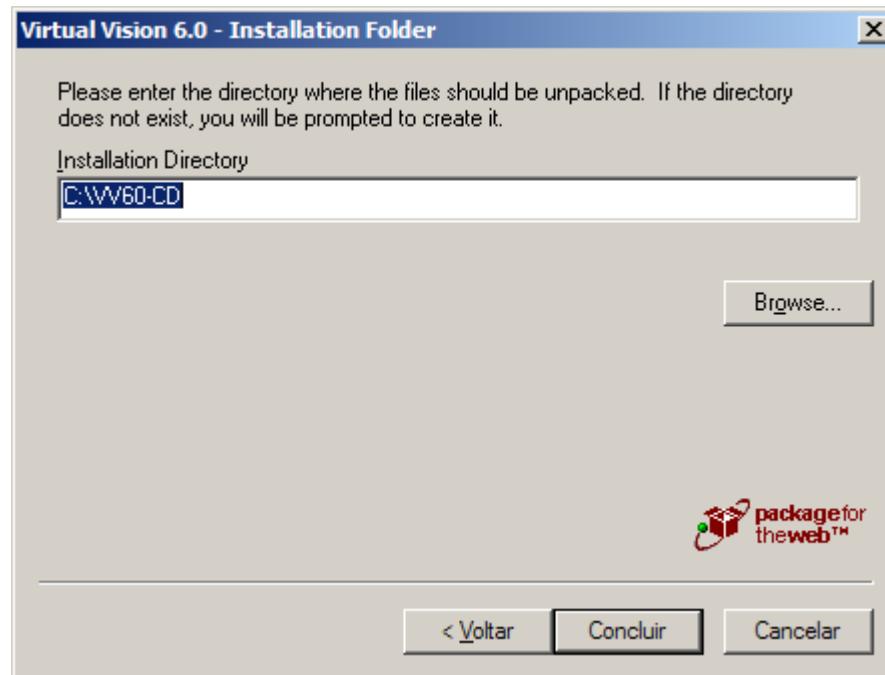 Virtual Vision 6.0 - Installation Folder
Please enter the directory where the files should be unpacked. If the directory
does not exist, you will be prompted to create it.
Installation Directory
C:\VV60-CD
Browse...
packagefor
theweb™
< Voltar
Concluir
Cancelar